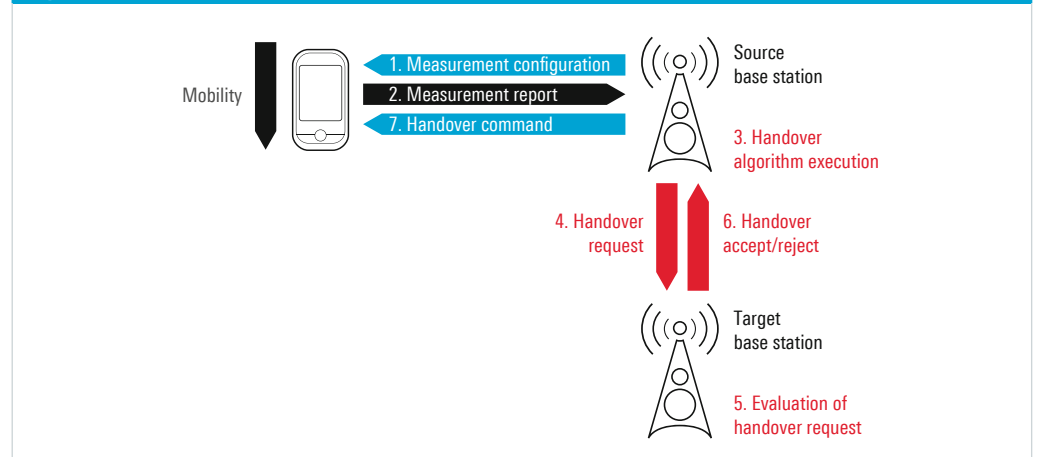 Mobility
1. Measurement configuration
2. Measurement report
7. Handover command
Source
base station
3. Handover
algorithm execution
4. Handover
request
6. Handover
accept/reject
Target
base station
5. Evaluation of
handover request